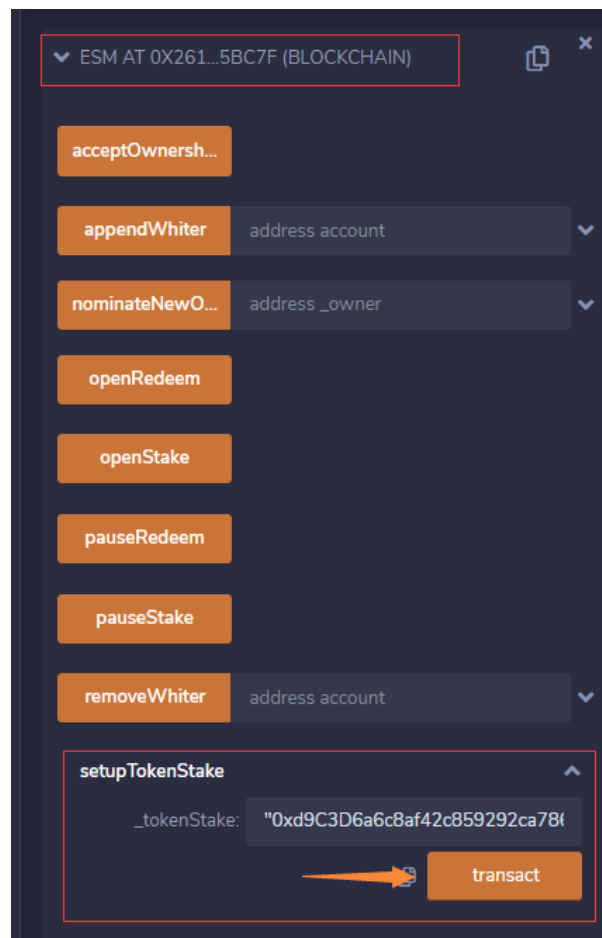 ESM AT 0X261...5BC7F (BLOCKCHAIN)
acceptOwnersh...
appendWhiter address account
nominateNewO... address _owner
openRedeem
openStake
pauseRedeem
pauseStake
removeWhiter address account
setupTokenStake
_tokenStake: "0xd9C3D6a6c8af42c859292ca786
transact